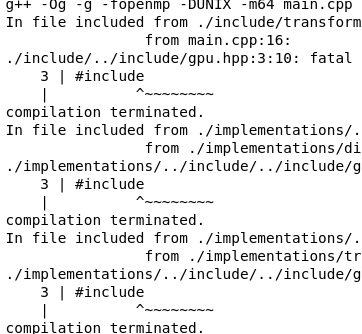 g++ -Og -g -fopenmp -DUNIX -m64 main.cpp
In file included from ./include/transform
from main.cpp:16:
./include/../include/gpu.hpp:3:10: fatal
3 | #include
| ^~~~~~~~~
compilation terminated.
In file included from ./implementations/.
from ./implementations/di
./implementations/../include/../include/g
3 | #include
| ^~~~~~~~~
compilation terminated.
In file included from ./implementations/.
from ./implementations/tr
./implementations/../include/../include/g
3 | #include
| ^~~~~~~~~
compilation terminated.